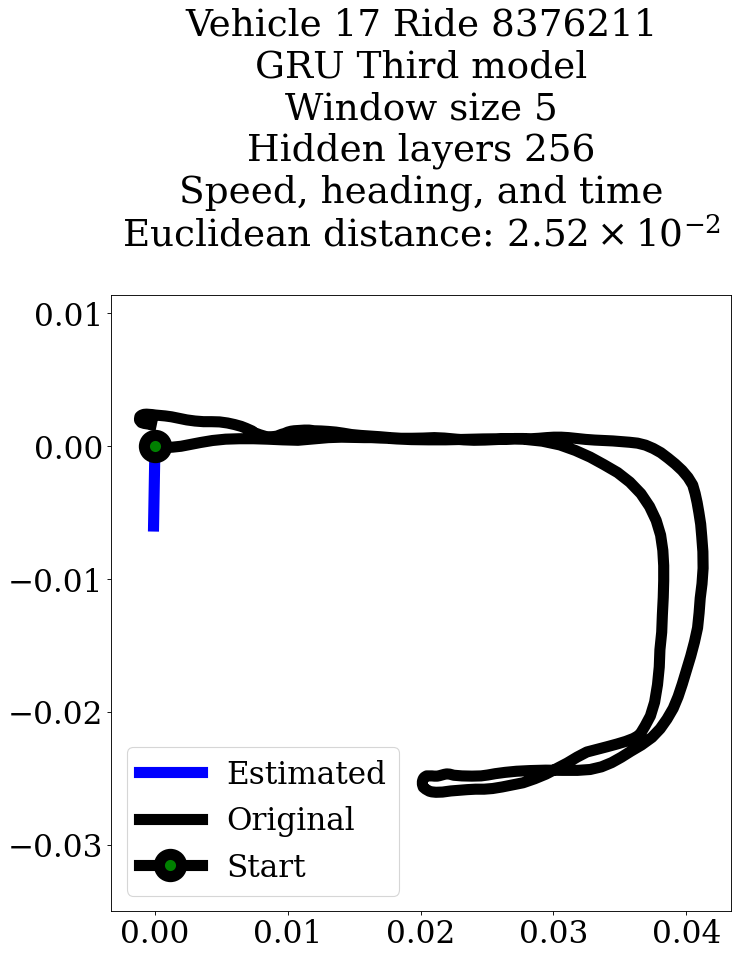 Vehicle 17 Ride 8376211
GRU Third model
Window size 5
Hidden layers 256
Speed, heading, and time
Euclidean distance: 2.52 × 10⁻²
0.01
0.00
−0.01
−0.02
−0.03
Estimated
Original
Start
0.00 0.01 0.02 0.03 0.04